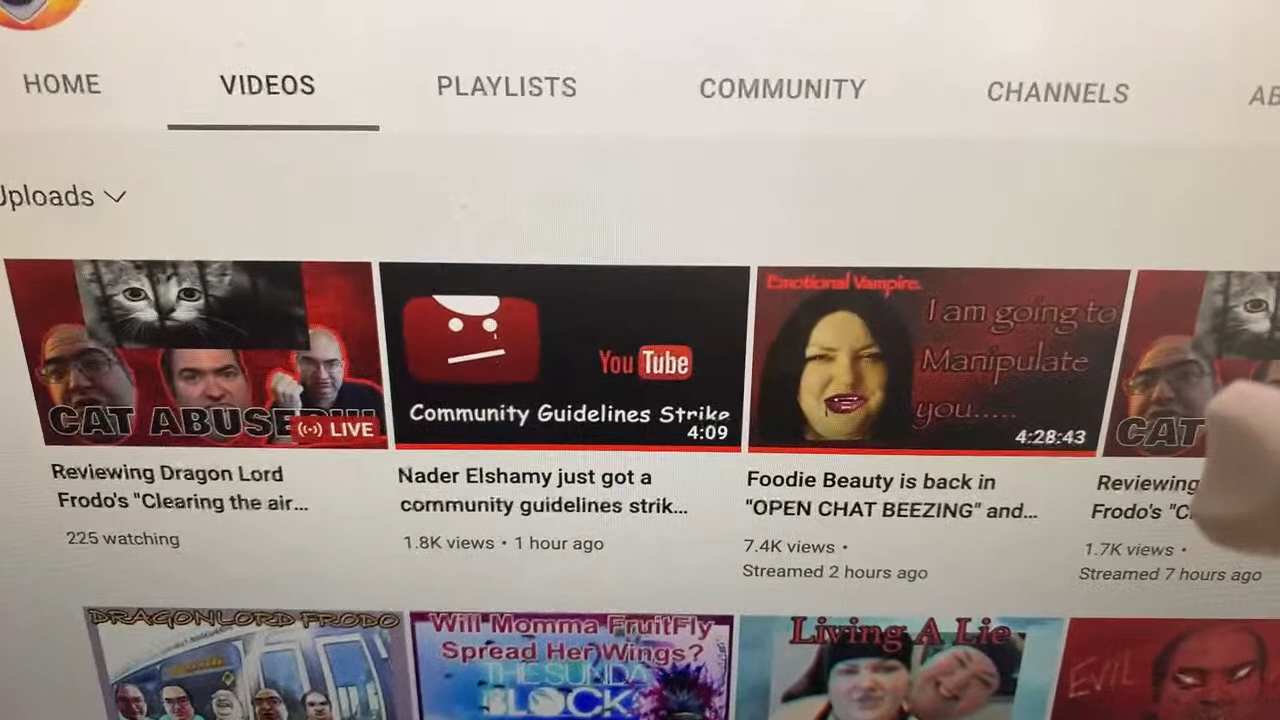 HOME VIDEOS PLAYLISTS COMMUNITY CHANNELS
Uploads
CAT ABUSE
LIVE
Reviewing Dragon Lord
Frodo's "Clearing the air...
225 watching
YouTube
Community Guidelines Strike
4:09
Nader Elshamy just got a
community guidelines strik...
1.8K views • 1 hour ago
Emotional Vampire.
I am going to
Manipulate
you.....
4:28:43
Foodie Beauty is back in
"OPEN CHAT BEEZING" and...
7.4K views •
Streamed 2 hours ago
CAT
Reviewing
Frodo's
1.7K views •
Streamed 7 hours ago
DRAGONLORD FRODO
Will Momma FruitFly
Spread Her Wings?
THE SUNDA
BLOCK
Living A Lie
EVIL